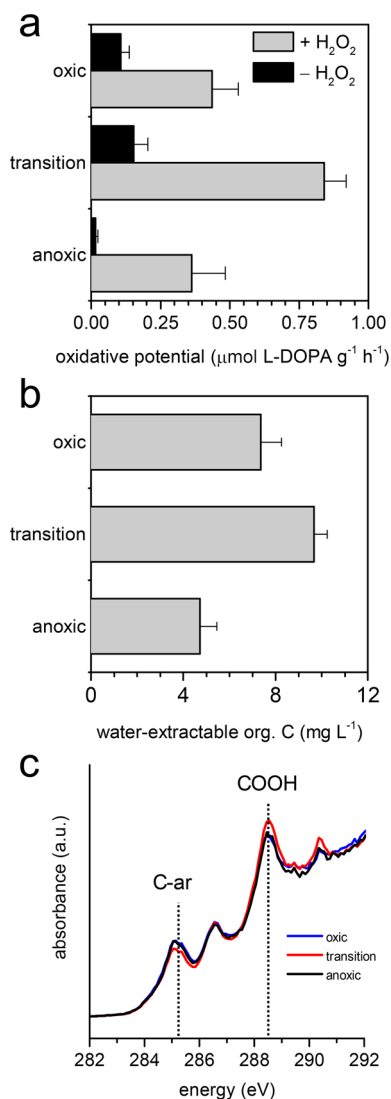 a
+ H₂O₂
− H₂O₂
oxic
transition
anoxic
0.00 0.25 0.50 0.75 1.00
oxidative potential (μmol L-DOPA g⁻¹ h⁻¹)
b
oxic
transition
anoxic
0 4 8 12
water-extractable org. C (mg L⁻¹)
c
COOH
C-ar
absorbance (a.u.)
oxic
transition
anoxic
282 284 286 288 290 292
energy (eV)